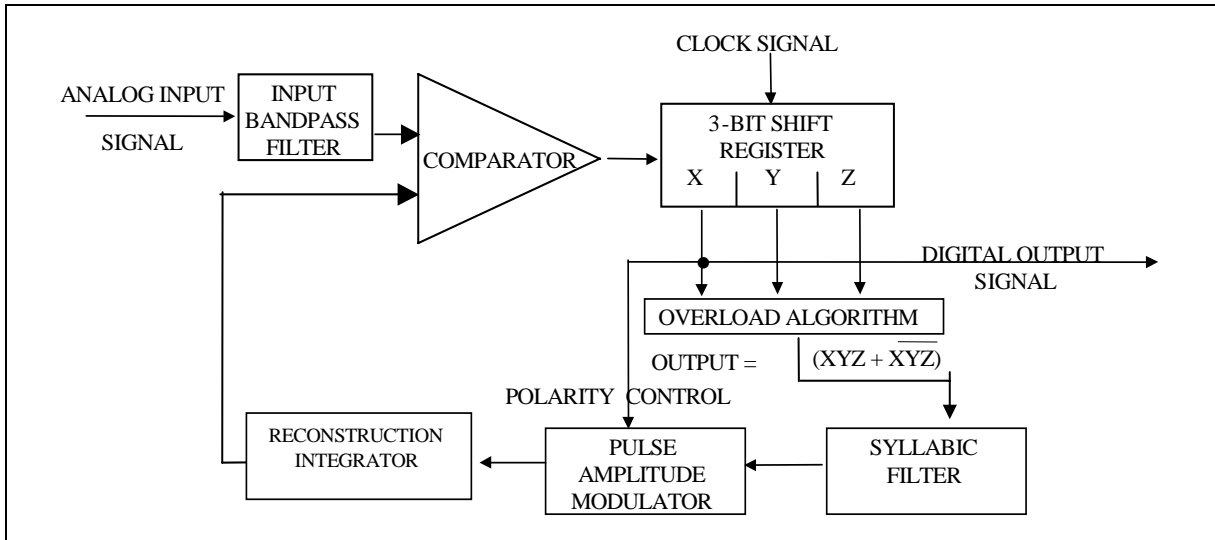 CLOCK SIGNAL
ANALOG INPUT
SIGNAL
INPUT
BANDPASS
FILTER
COMPARATOR
3-BIT SHIFT
REGISTER
X Y Z
DIGITAL OUTPUT
SIGNAL
OVERLOAD ALGORITHM
OUTPUT = (XYZ + X̅Y̅Z̅)
POLARITY CONTROL
RECONSTRUCTION
INTEGRATOR
PULSE
AMPLITUDE
MODULATOR
SYLLABIC
FILTER